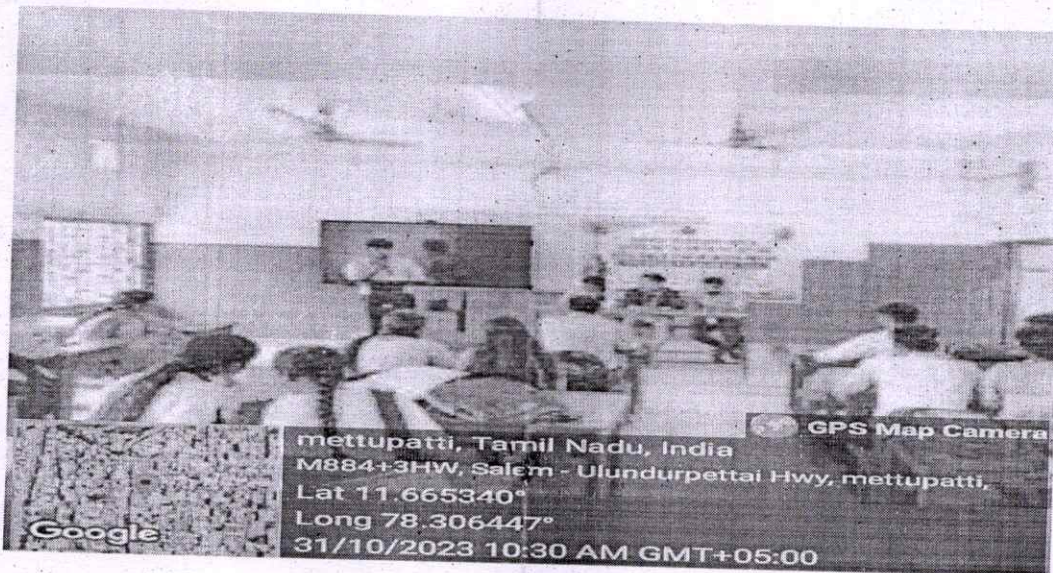 GPS Map Camera
mettupatti, Tamil Nadu, India
M884+3HW, Salem - Ulundurpettai Hwy, mettupatti,
Lat 11.665340°
Long 78.306447°
31/10/2023 10:30 AM GMT+05:00
Google